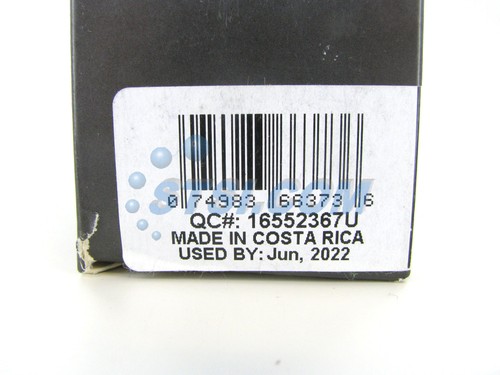 0 74983 66373 6
QC#: 16552367U
MADE IN COSTA RICA
USED BY: Jun, 2022